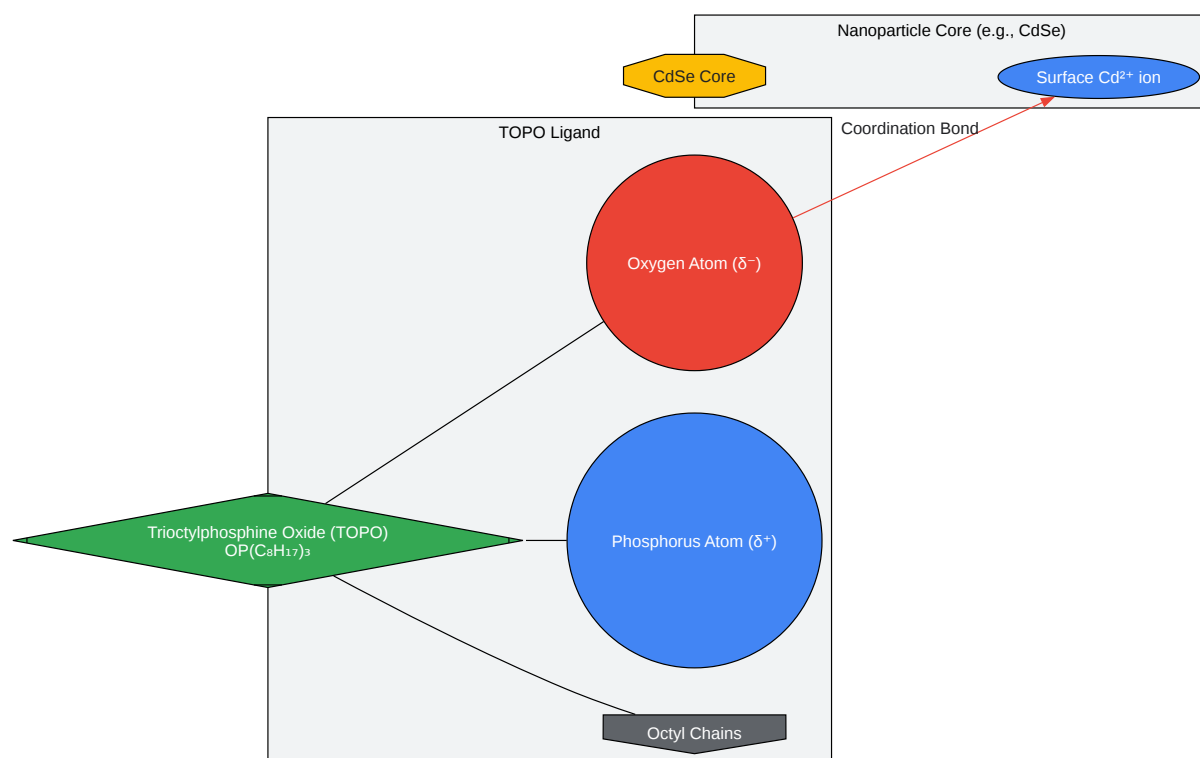 Nanoparticle Core (e.g., CdSe)
CdSe Core
Surface Cd²⁺ ion
TOPO Ligand
Coordination Bond
Oxygen Atom (δ⁻)
Trioctylphosphine Oxide (TOPO)
OP(C₈H₁₇)₃
Phosphorus Atom (δ⁺)
Octyl Chains